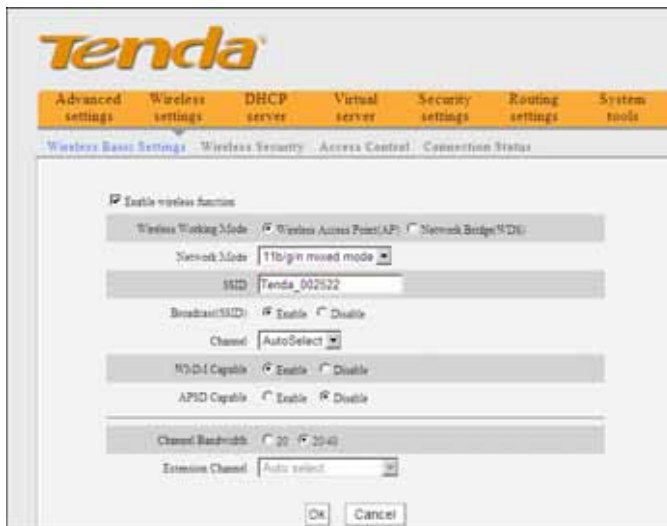 Tenda
Advanced settings Wireless settings DHCP server Virtual server Security settings Routing settings System tools
Wireless Basic Settings Wireless Security Access Control Connection Status
Enable wireless function
Wireless Working Mode Wireless Access Point(AP) Network Bridge(WDS)
Network Mode 11b/g/n mixed mode
SSID Tenda_002522
Broadcast(SSID) Enable Disable
Channel AutoSelect
Capable Enable Disable
APSD Capable Enable Disable
Channel Bandwidth 20 20/40
Extension Channel Auto select
OK Cancel